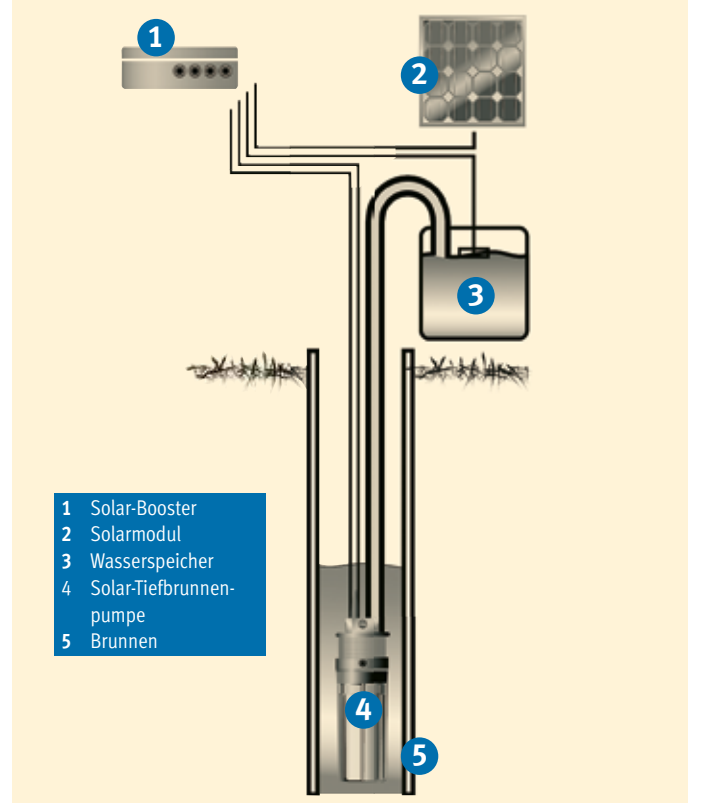 1
2
3
4
5
1 Solar-Booster
2 Solarmodul
3 Wasserspeicher
4 Solar-Tiefbrunnen-
pumpe
5 Brunnen